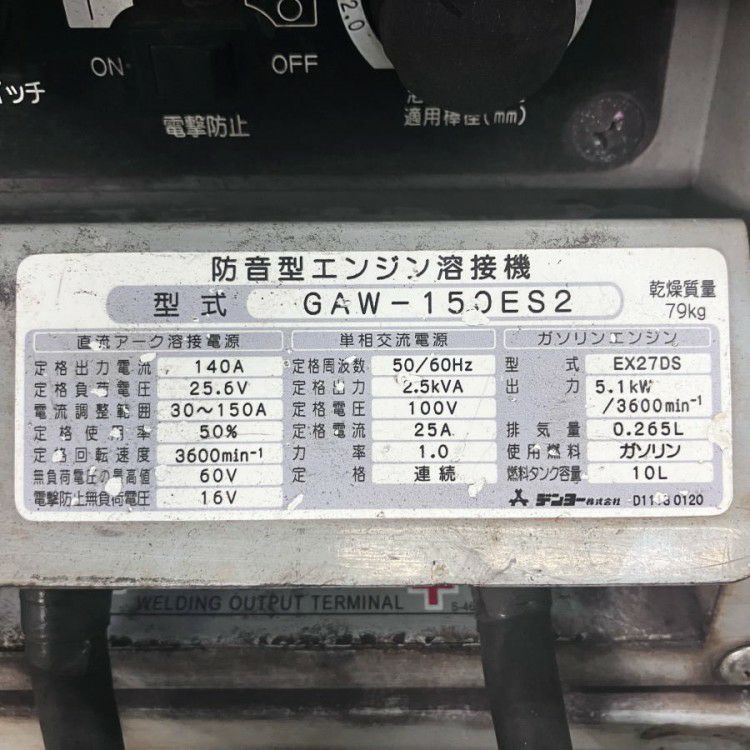 2.0
ON
OFF
ッチ
電撃防止
適用棒径(mm)
防音型エンジン溶接機
型式 GAW-150ES2
乾燥質量
79kg
直流アーク溶接電源
定格出力電流 140A
定格負荷電圧 25.6V
電流調整範囲 30～150A
定格使用率 50%
定格回転速度 3600min-1
無負荷電圧の最高値 60V
電撃防止無負荷電圧 16V
単相交流電源
定格周波数 50/60Hz
定格出力 2.5kVA
定格電圧 100V
定格電流 25A
力率 1.0
定格 連続
ガソリンエンジン
型式 EX27DS
出力 5.1kW
/3600min-1
排気量 0.265L
使用燃料 ガソリン
燃料タンク容量 10L
デンヨー株式会社 D1113 0120
WELDING OUTPUT TERMINAL